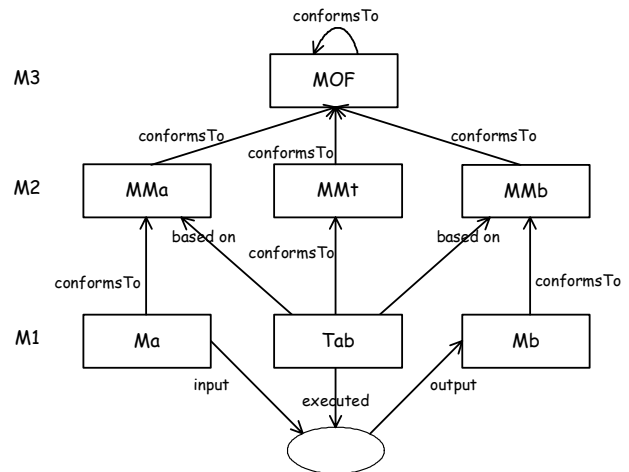 conformsTo
M3
MOF
conformsTo
conformsTo
conformsTo
M2
MMa
MMt
MMb
based on
based on
conformsTo
conformsTo
conformsTo
M1
Ma
Tab
Mb
input
executed
output